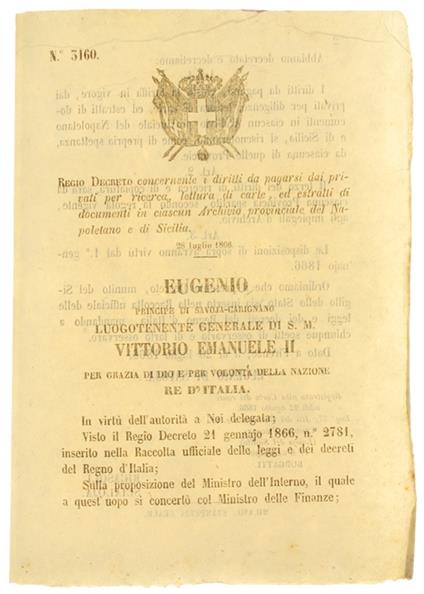 N.° 3160.
REGIO DECRETO concernente i diritti da pagarsi dai pri-
vati per ricerca, lettura di carte, ed estratti di
documenti in ciascun Archivio provinciale del Na-
poletano e di Sicilia.
28 luglio 1866.
EUGENIO
PRINCIPE DI SAVOJA-CARIGNANO
LUOGOTENENTE GENERALE DI S. M.
VITTORIO EMANUELE II
PER GRAZIA DI DIO E PER VOLONTÀ DELLA NAZIONE
RE D'ITALIA.
In virtù dell'autorità a Noi delegata;
Visto il Regio Decreto 21 gennajo 1866, n.° 2781,
inserito nella Raccolta ufficiale delle leggi e dei decreti
del Regno d'Italia;
Sulla proposizione del Ministro dell'Interno, il quale
a quest'uopo si concertò col Ministro delle Finanze;